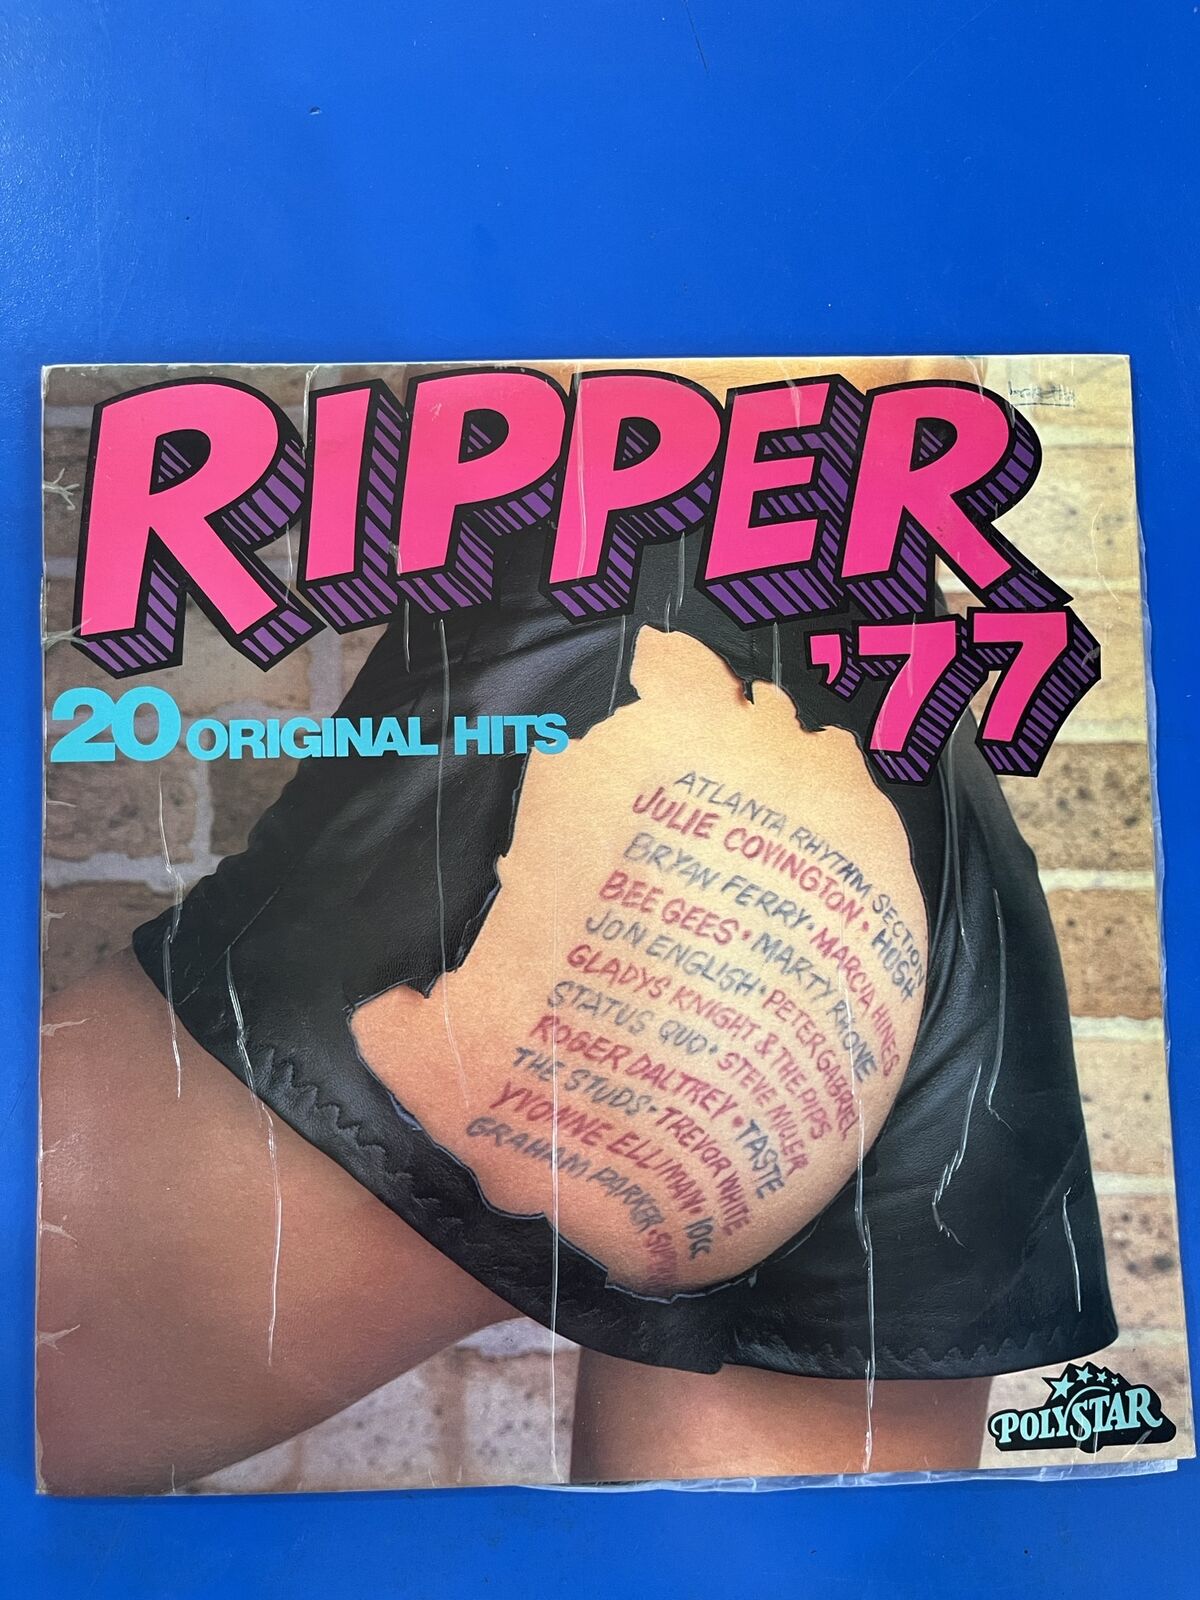 RIPPER
'77
20 ORIGINAL HITS
ATLANTA RHYTHM SECTION
JULIE COVINGTON • HUSH
BRYAN FERRY • MARCIA HINES
BEE GEES • MARTY RHONE
JON ENGLISH • PETER GABRIEL
GLADYS KNIGHT & THE PIPS
STATUS QUO • STEVE MILLER
ROGER DALTREY • TASTE
THE STUDS • TREVOR WHITE
YVONNE ELLIMAN • 10CC
GRAHAM PARKER •
POLYSTAR